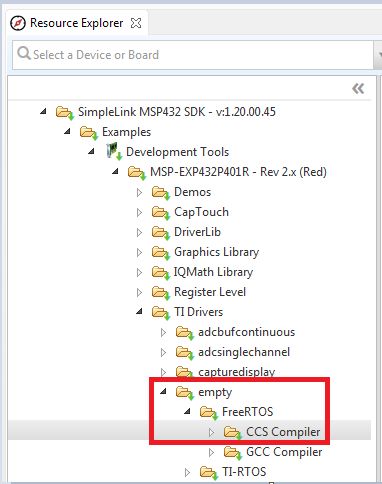 Resource Explorer
Select a Device or Board
SimpleLink MSP432 SDK - v:1.20.00.45
Examples
Development Tools
MSP-EXP432P401R - Rev 2.x (Red)
Demos
CapTouch
DriverLib
Graphics Library
IQMath Library
Register Level
TI Drivers
adcbufcontinuous
adcsinglechannel
capturedisplay
empty
FreeRTOS
CCS Compiler
GCC Compiler
TI-RTOS